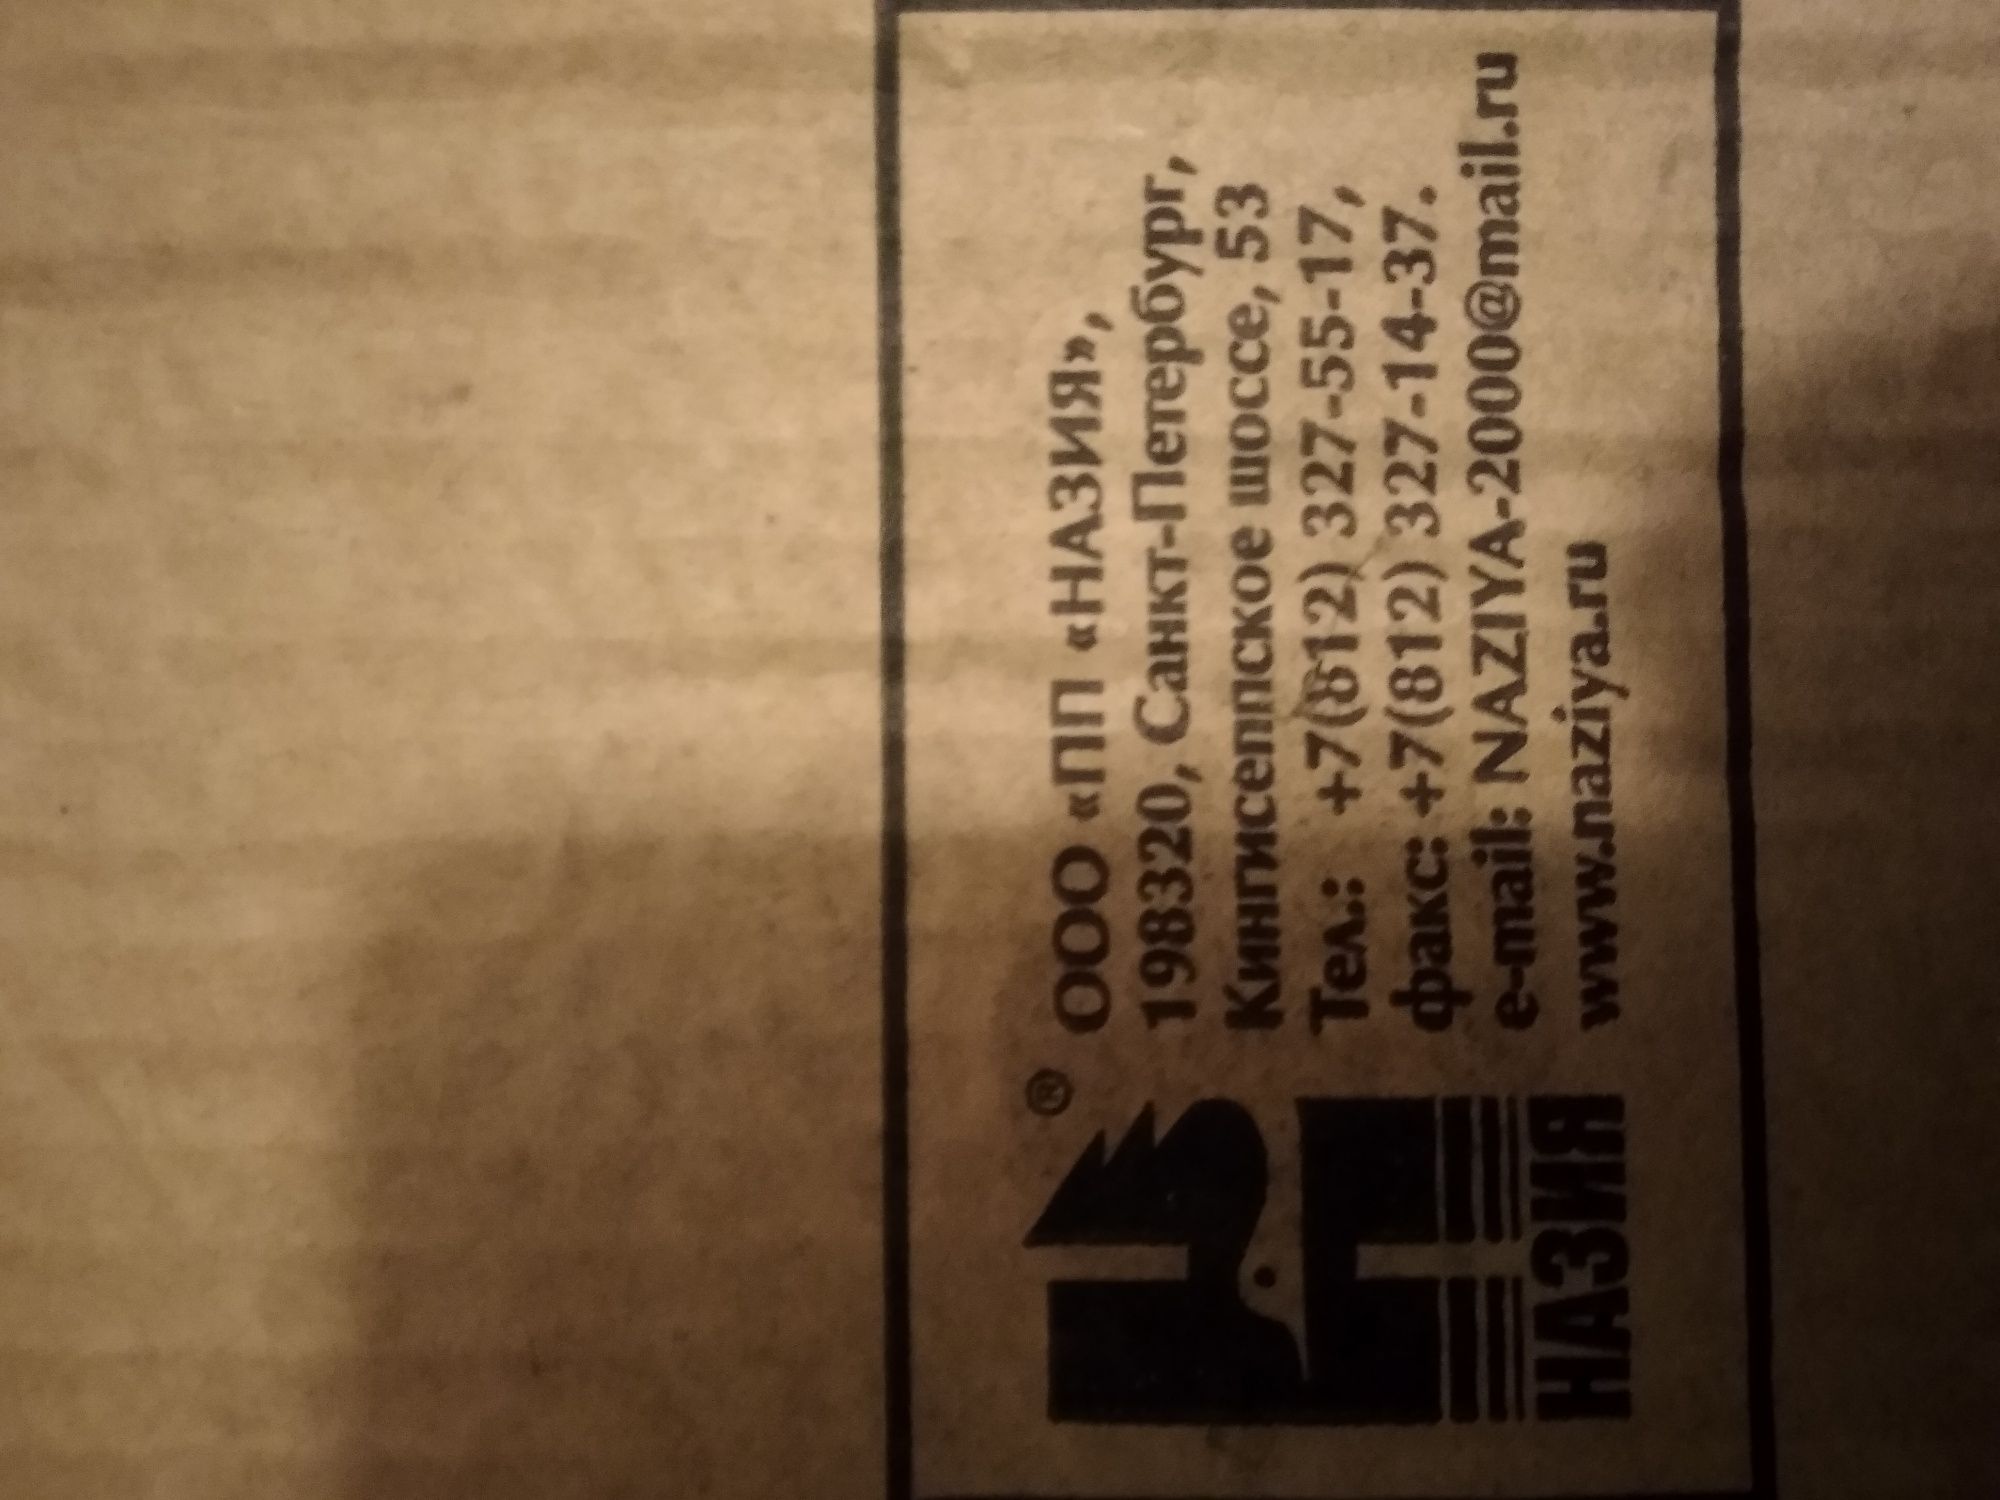 ®
НАЗИЯ
ООО «ПП «НАЗИЯ»,
198320, Санкт-Петербург,
Кингисеппское шоссе, 53
Тел.: +7(812) 327-55-17,
факс: +7(812) 327-14-37.
e-mail: NAZIYA-2000@mail.ru
www.naziya.ru